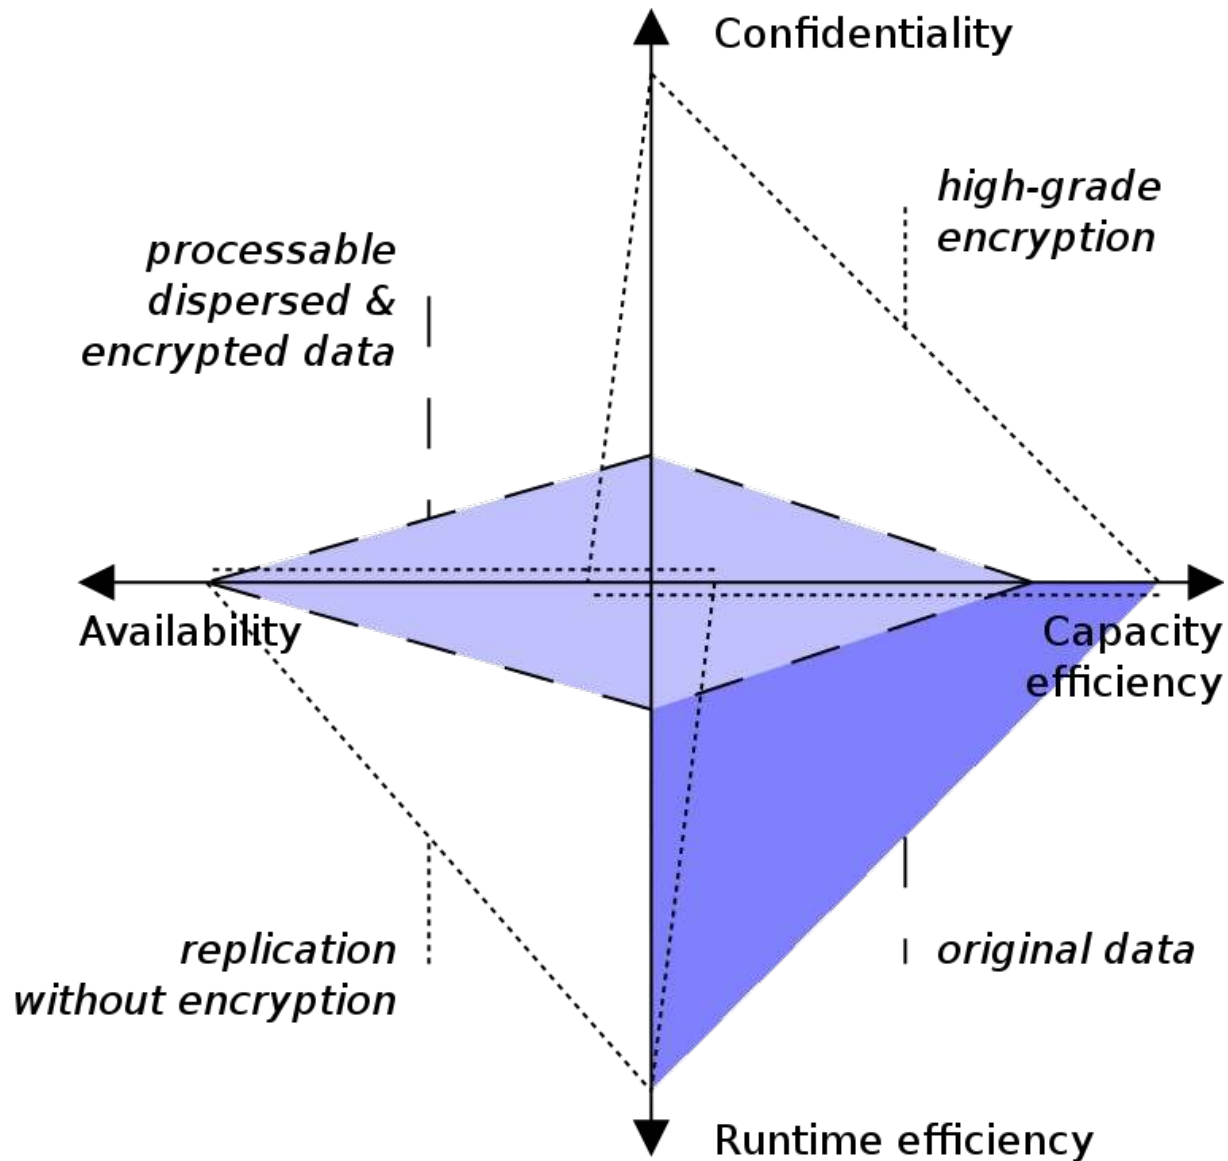 Confidentiality
high-grade
encryption
processable
dispersed &
encrypted data
Availability
Capacity
efficiency
replication
without encryption
original data
Runtime efficiency